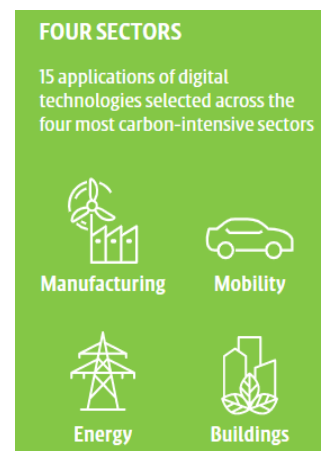 FOUR SECTORS
15 applications of digital
technologies selected across the
four most carbon-intensive sectors
Manufacturing
Mobility
Energy
Buildings